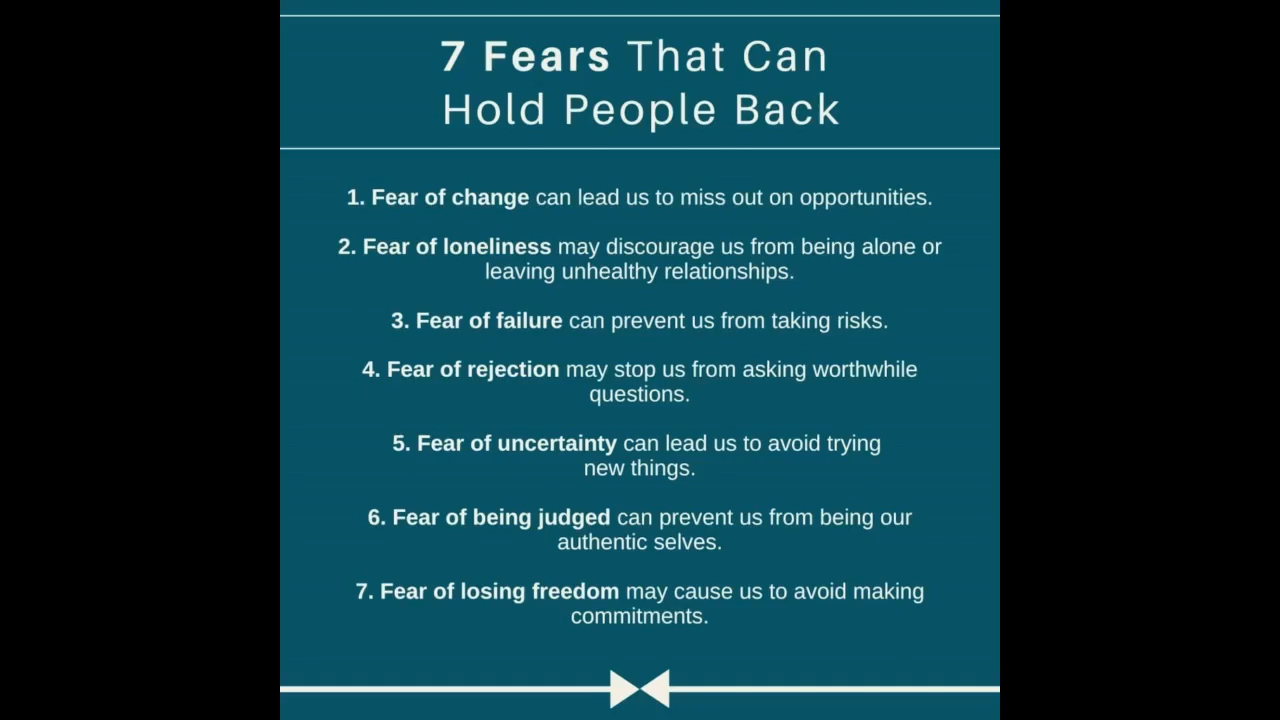 7 Fears That Can
Hold People Back
1. Fear of change can lead us to miss out on opportunities.
2. Fear of loneliness may discourage us from being alone or
leaving unhealthy relationships.
3. Fear of failure can prevent us from taking risks.
4. Fear of rejection may stop us from asking worthwhile
questions.
5. Fear of uncertainty can lead us to avoid trying
new things.
6. Fear of being judged can prevent us from being our
authentic selves.
7. Fear of losing freedom may cause us to avoid making
commitments.